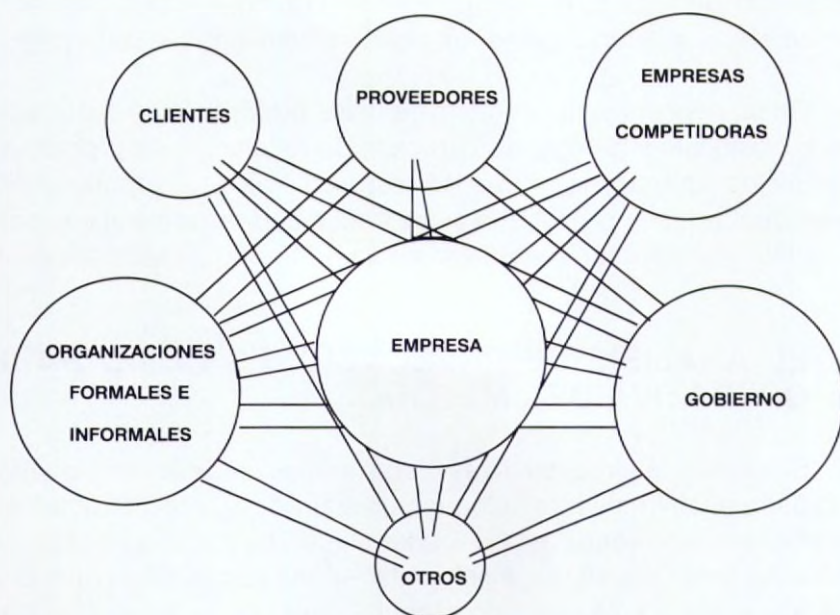 CLIENTES
PROVEEDORES
EMPRESAS
COMPETIDORAS
ORGANIZACIONES
FORMALES E
INFORMALES
EMPRESA
GOBIERNO
OTROS